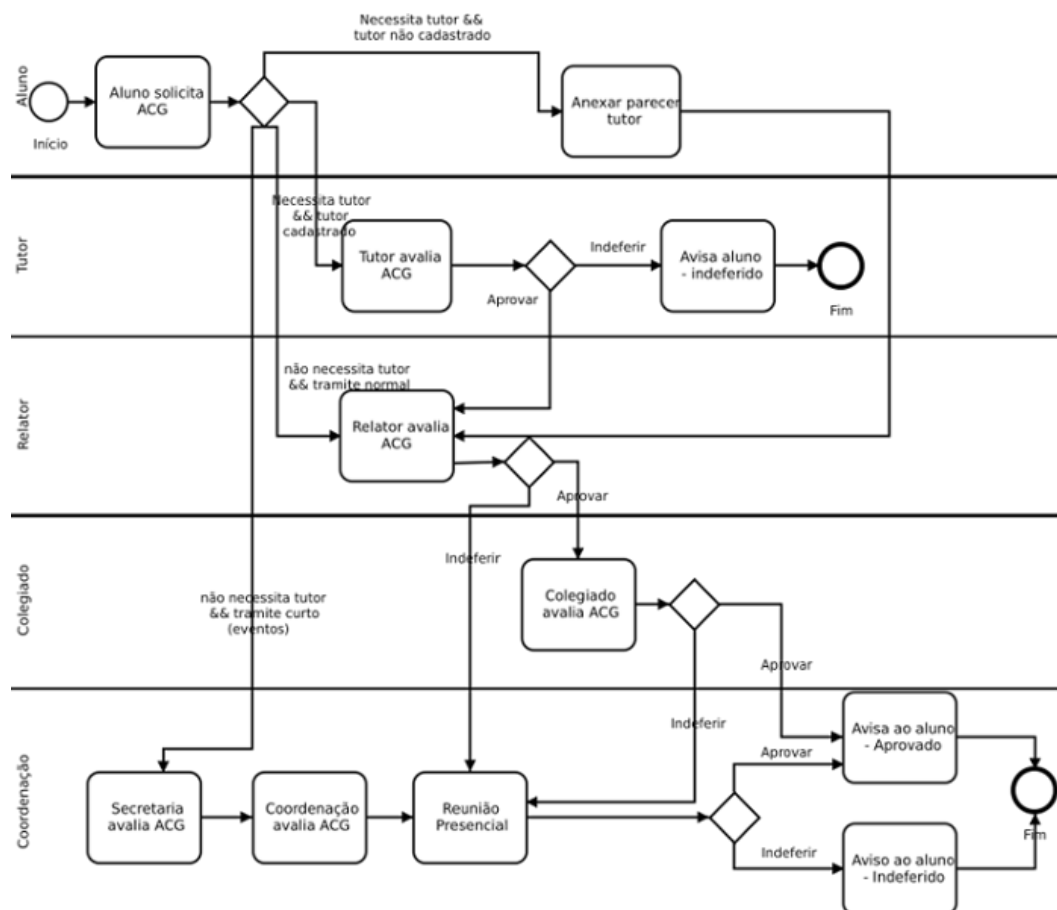 Necessita tutor &&
tutor não cadastrado
Aluno
Aluno solicita
ACG
Anexar parecer
tutor
Início
Tutor
Necessita tutor
&& tutor
cadastrado
Tutor avalia
ACG
Indeferir
Avisa aluno
- indeferido
Aprovar
Fim
Relator
não necessita tutor
&& tramite normal
Relator avalia
ACG
Aprovar
Indeferir
Colegiado
Colegiado
avalia ACG
não necessita tutor
&& tramite curto
(eventos)
Aprovar
Indeferir
Coordenação
Avisa ao aluno
- Aprovado
Aprovar
Secretaria
avalia ACG
Coordenação
avalia ACG
Reunião
Presencial
Indeferir
Aviso ao aluno
- Indeferido
Fim